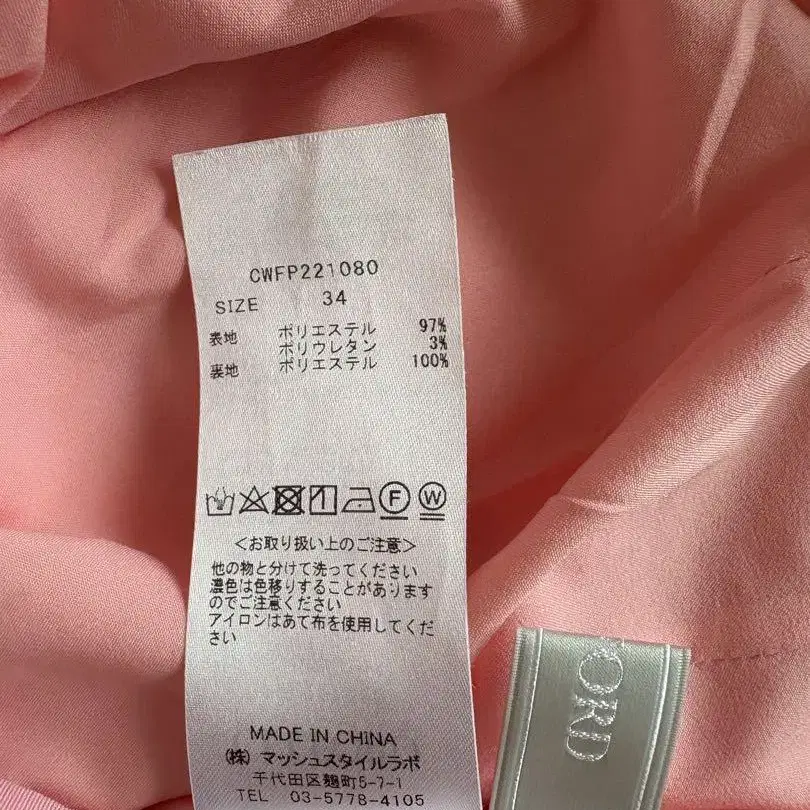 CWFP221080
SIZE 34
表地 ポリエステル 97%
ポリウレタン 3%
裏地 ポリエステル 100%
F W
<お取り扱い上のご注意>
他の物と分けて洗ってください
濃色は色移りすることがあります
のでご注意ください
アイロンはあて布を使用してくだ
さい
MADE IN CHINA
(株) マッシュスタイルラボ
千代田区麹町5-7-1
TEL 03-5778-4105
ORD